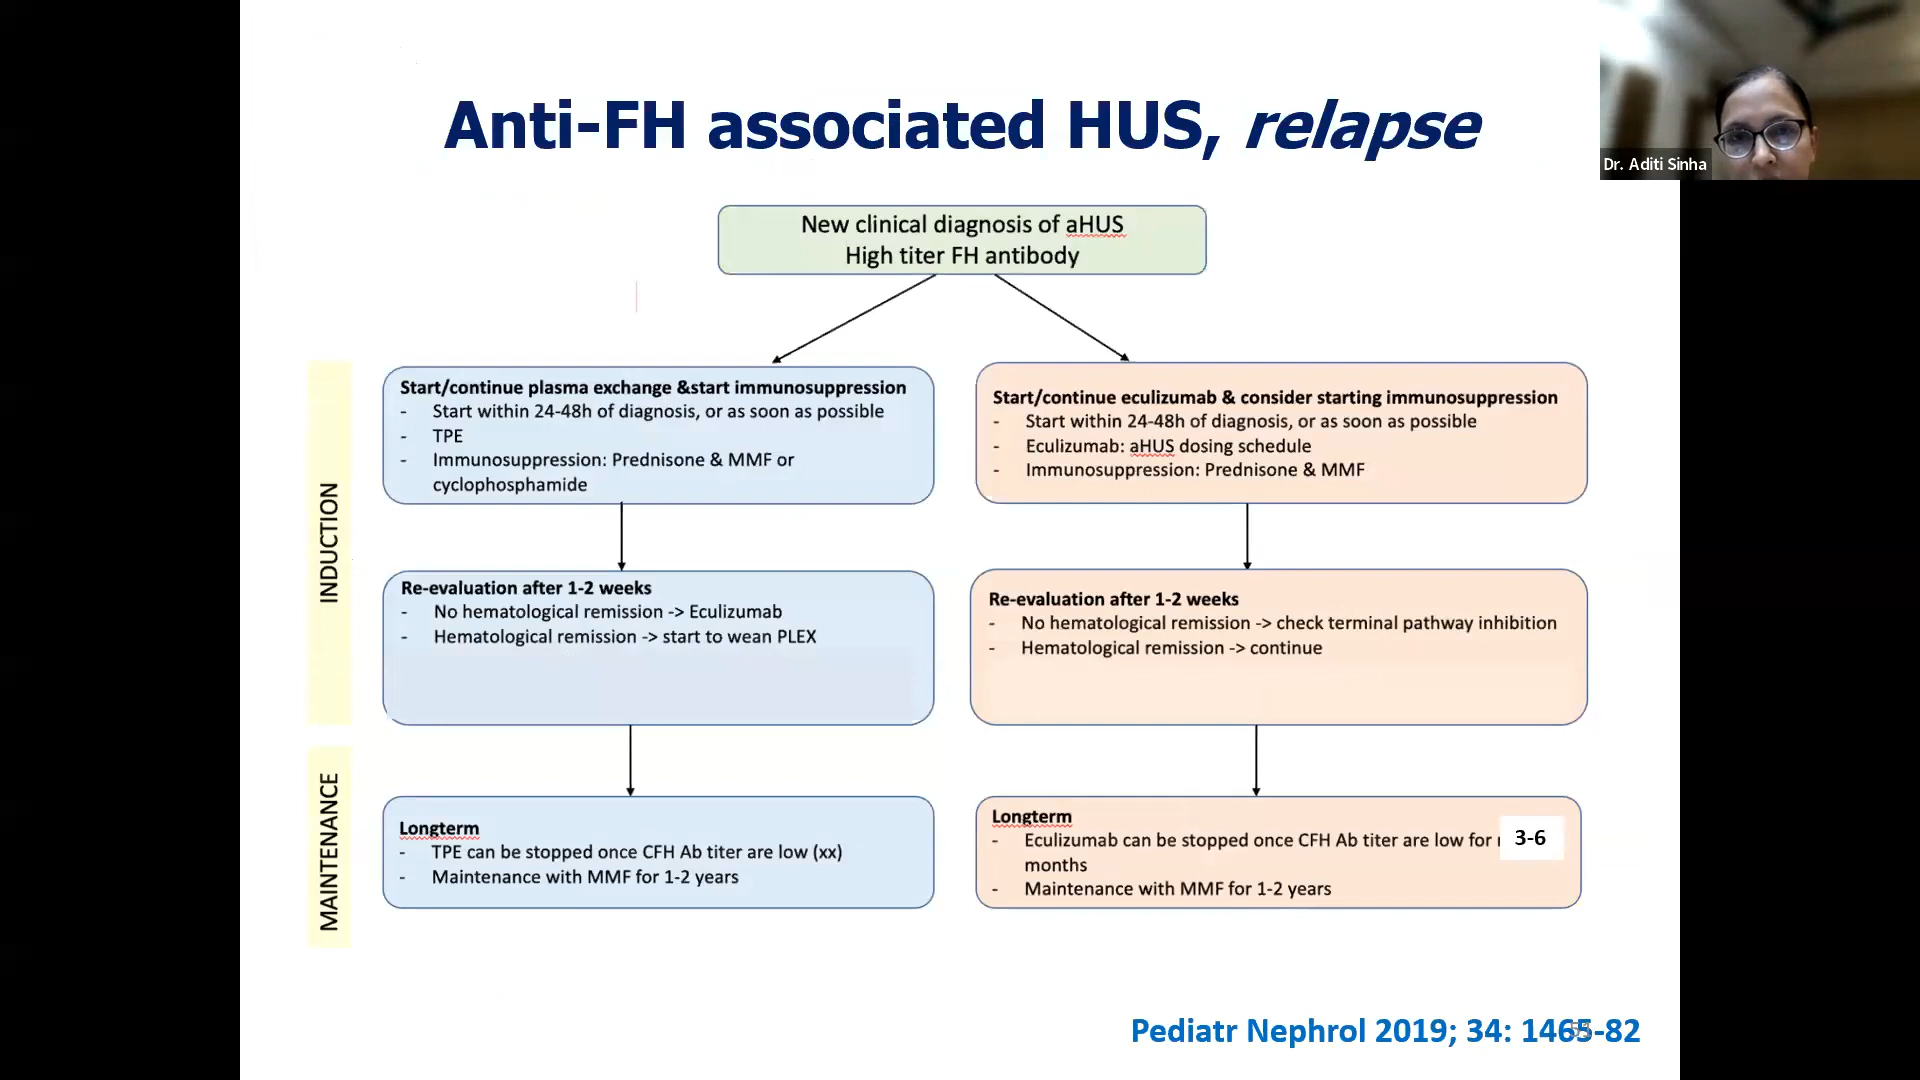 Anti-FH associated HUS, relapse
Dr. Aditi Sinha
New clinical diagnosis of aHUS
High titer FH antibody
INDUCTION
Start/continue plasma exchange &start immunosuppression
- Start within 24-48h of diagnosis, or as soon as possible
- TPE
- Immunosuppression: Prednisone & MMF or
cyclophosphamide
Start/continue eculizumab & consider starting immunosuppression
- Start within 24-48h of diagnosis, or as soon as possible
- Eculizumab: aHUS dosing schedule
- Immunosuppression: Prednisone & MMF
Re-evaluation after 1-2 weeks
- No hematological remission -> Eculizumab
- Hematological remission -> start to wean PLEX
Re-evaluation after 1-2 weeks
- No hematological remission -> check terminal pathway inhibition
- Hematological remission -> continue
MAINTENANCE
Longterm
- TPE can be stopped once CFH Ab titer are low (xx)
- Maintenance with MMF for 1-2 years
Longterm
- Eculizumab can be stopped once CFH Ab titer are low for 3-6
months
- Maintenance with MMF for 1-2 years
Pediatr Nephrol 2019; 34: 1465-82